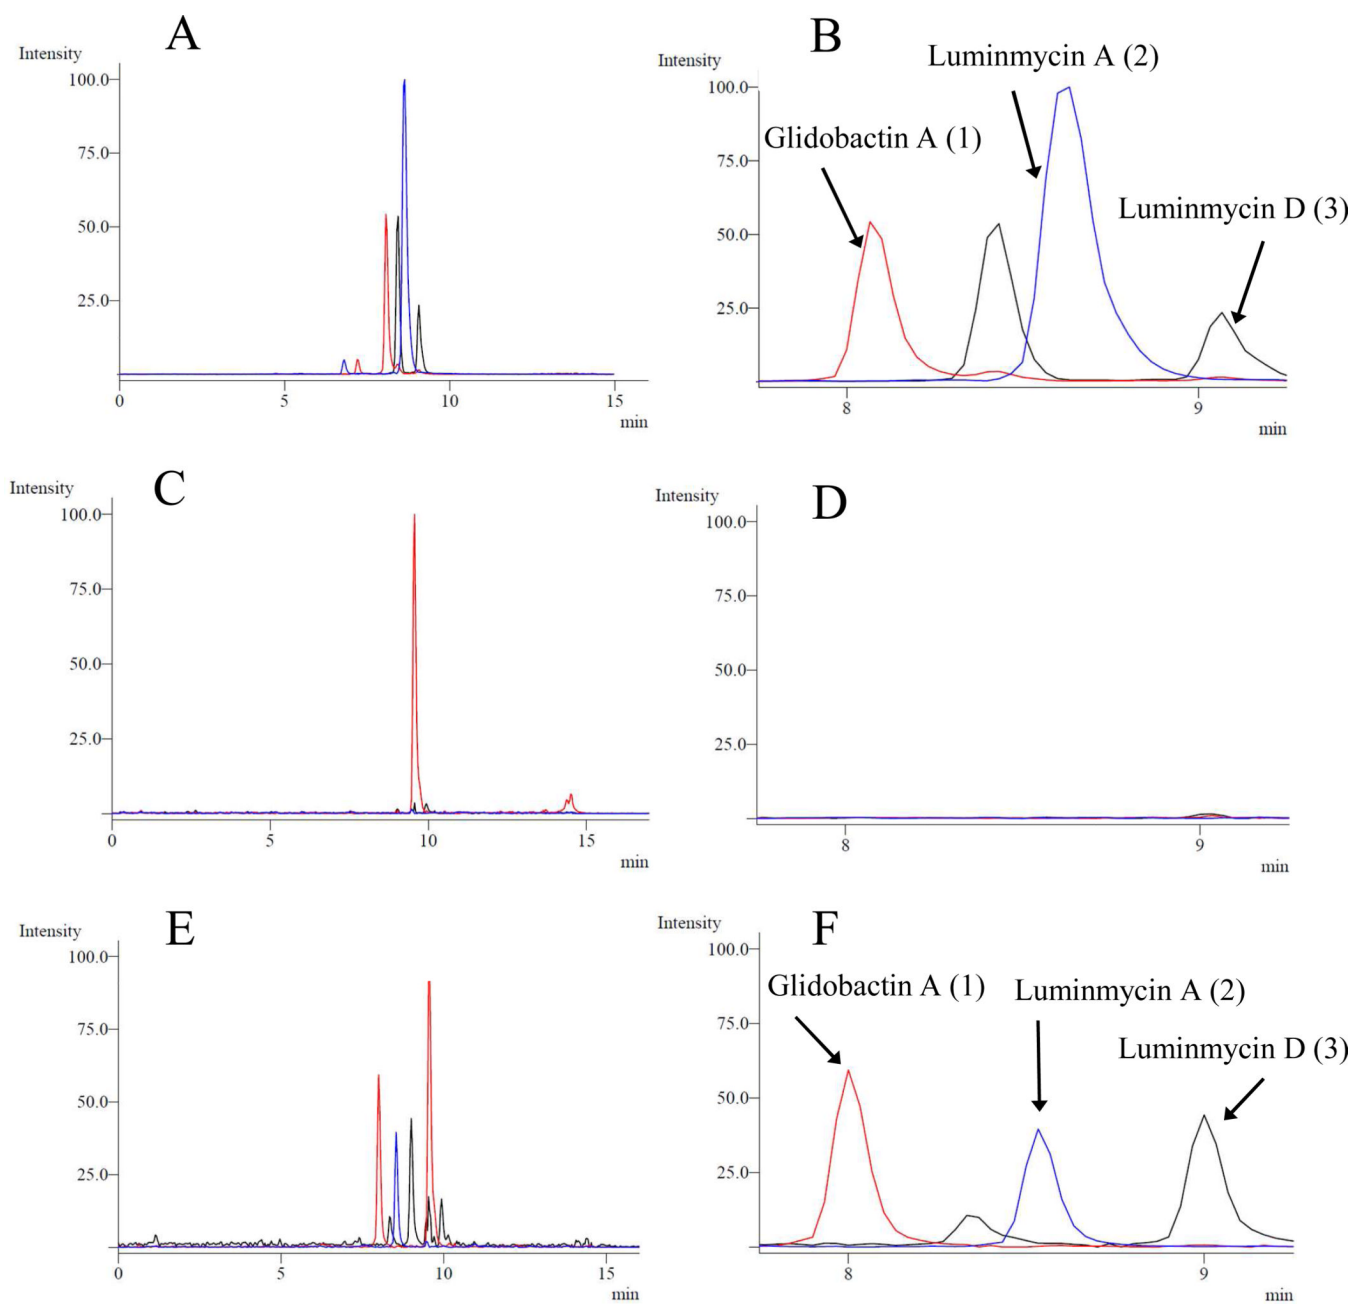 A
Intensity
100.0
75.0
50.0
25.0
0
5
10
15
min
B
Intensity
Luminmycin A (2)
100.0
Glidobactin A (1)
75.0
Luminmycin D (3)
50.0
25.0
8
9
min
C
Intensity
100.0
75.0
50.0
25.0
0
5
10
15
min
D
Intensity
100.0
75.0
50.0
25.0
8
9
min
E
Intensity
100.0
75.0
50.0
25.0
0
5
10
15
min
F
Intensity
100.0
Glidobactin A (1)
Luminmycin A (2)
75.0
Luminmycin D (3)
50.0
25.0
8
9
min